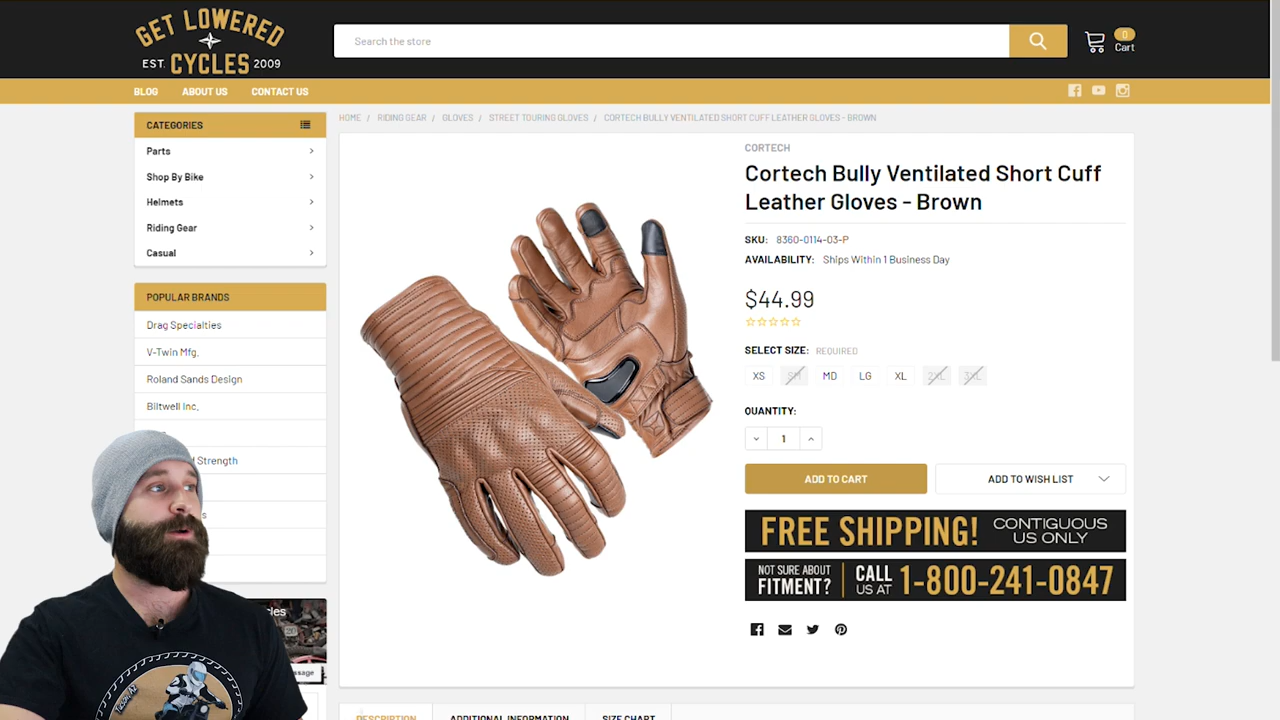 GET LOWERED
CYCLES
EST. 2009
Search the store
0
Cart
BLOG ABOUT US CONTACT US
CATEGORIES
Parts
Shop By Bike
Helmets
Riding Gear
Casual
POPULAR BRANDS
Drag Specialties
V-Twin Mfg.
Roland Sands Design
Biltwell Inc.
Strength
HOME / RIDING GEAR / GLOVES / STREET TOURING GLOVES / CORTECH BULLY VENTILATED SHORT CUFF LEATHER GLOVES - BROWN
CORTECH
Cortech Bully Ventilated Short Cuff
Leather Gloves - Brown
SKU: 8360-0114-03-P
AVAILABILITY: Ships Within 1 Business Day
$44.99
SELECT SIZE: REQUIRED
XS SM MD LG XL 2XL 3XL
QUANTITY:
1
ADD TO CART ADD TO WISH LIST
FREE SHIPPING! CONTIGUOUS
US ONLY
NOT SURE ABOUT
FITMENT? CALL
US AT 1-800-241-0847
DESCRIPTION ADDITIONAL INFORMATION SIZE CHART